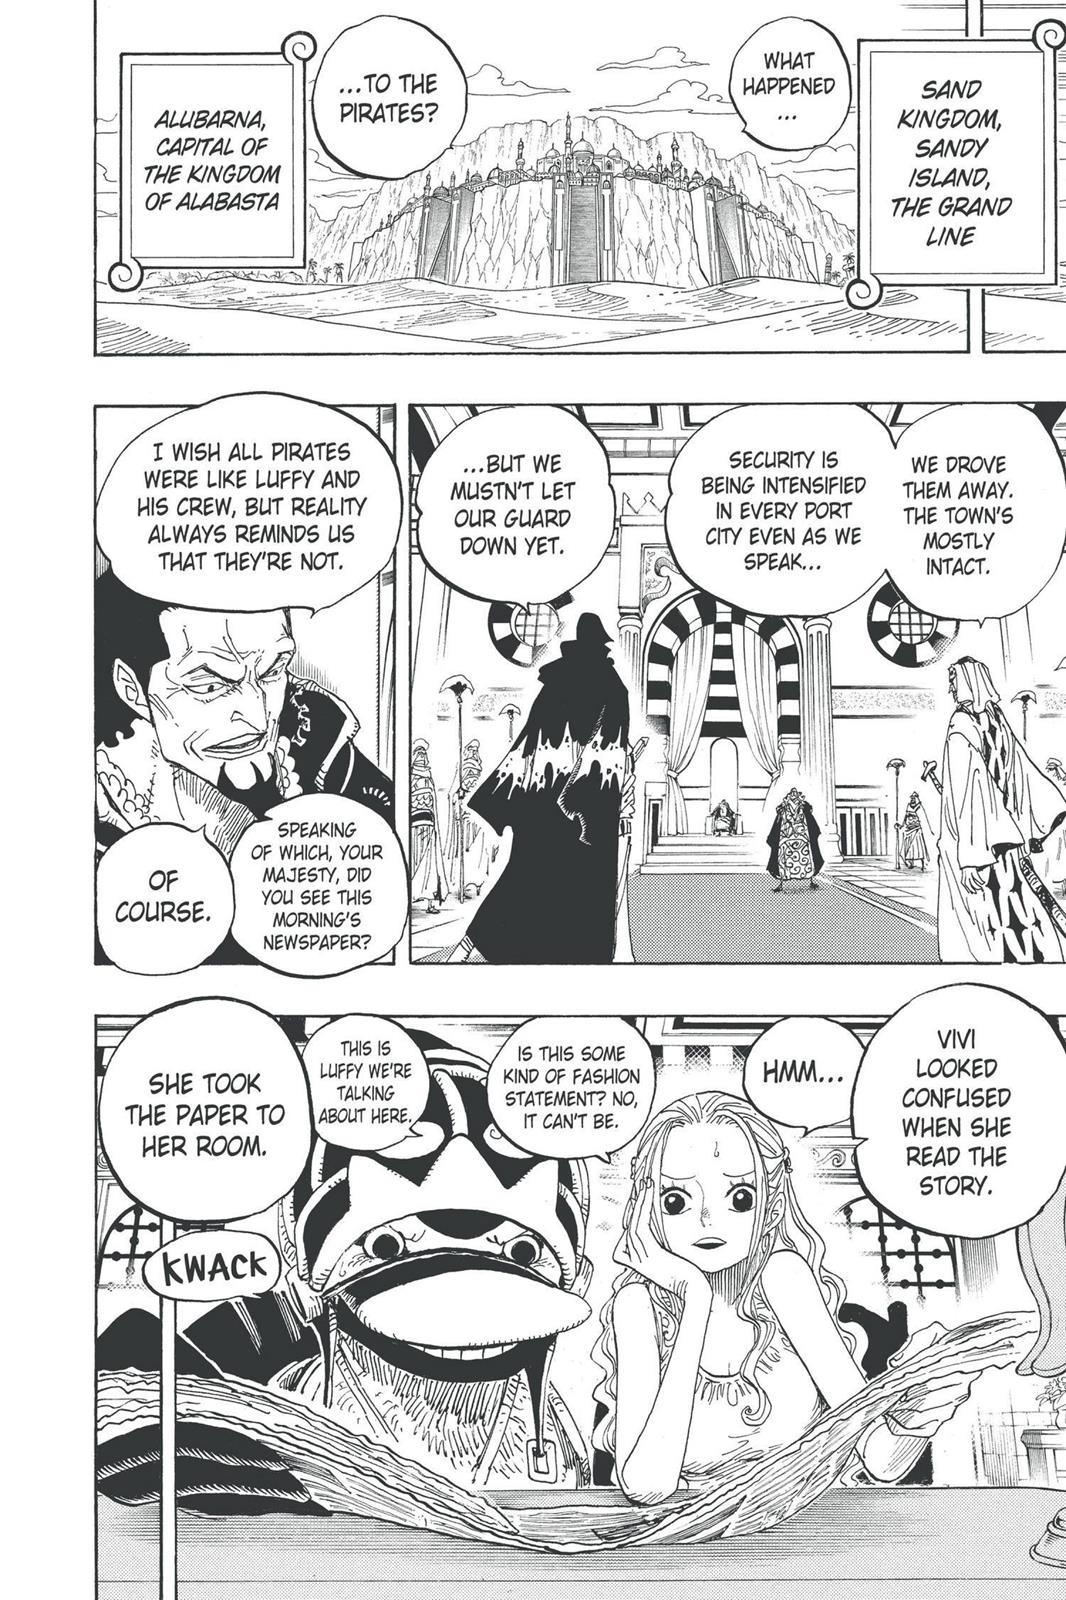 SAND
KINGDOM,
SANDY
ISLAND,
THE GRAND
LINE
WHAT
HAPPENED
...
...TO THE
PIRATES?
ALUBARNA,
CAPITAL OF
THE KINGDOM
OF ALABASTA
WE DROVE
THEM AWAY.
THE TOWN'S
MOSTLY
INTACT.
SECURITY IS
BEING INTENSIFIED
IN EVERY PORT
CITY EVEN AS WE
SPEAK...
...BUT WE
MUSTN'T LET
OUR GUARD
DOWN YET.
I WISH ALL PIRATES
WERE LIKE LUFFY AND
HIS CREW, BUT REALITY
ALWAYS REMINDS US
THAT THEY'RE NOT.
SPEAKING
OF WHICH, YOUR
MAJESTY, DID
YOU SEE THIS
MORNING'S
NEWSPAPER?
OF
COURSE.
VIVI
LOOKED
CONFUSED
WHEN SHE
READ THE
STORY.
HMM...
IS THIS SOME
KIND OF FASHION
STATEMENT? NO,
IT CAN'T BE.
THIS IS
LUFFY WE'RE
TALKING
ABOUT HERE.
SHE TOOK
THE PAPER TO
HER ROOM.
KWACK